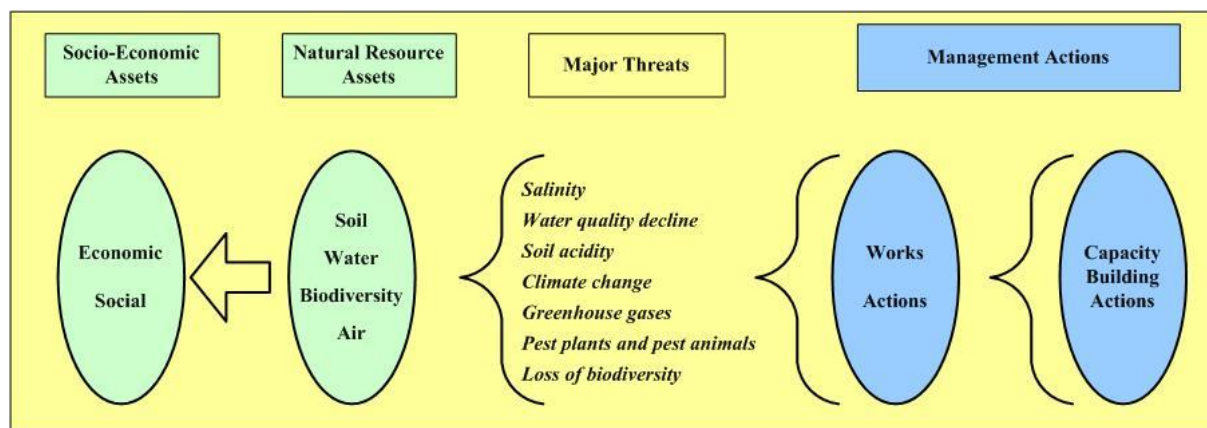 Socio-Economic
Assets
Natural Resource
Assets
Major Threats
Management Actions
Economic
Social
Soil
Water
Biodiversity
Air
Salinity
Water quality decline
Soil acidity
Climate change
Greenhouse gases
Pest plants and pest animals
Loss of biodiversity
Works
Actions
Capacity
Building
Actions